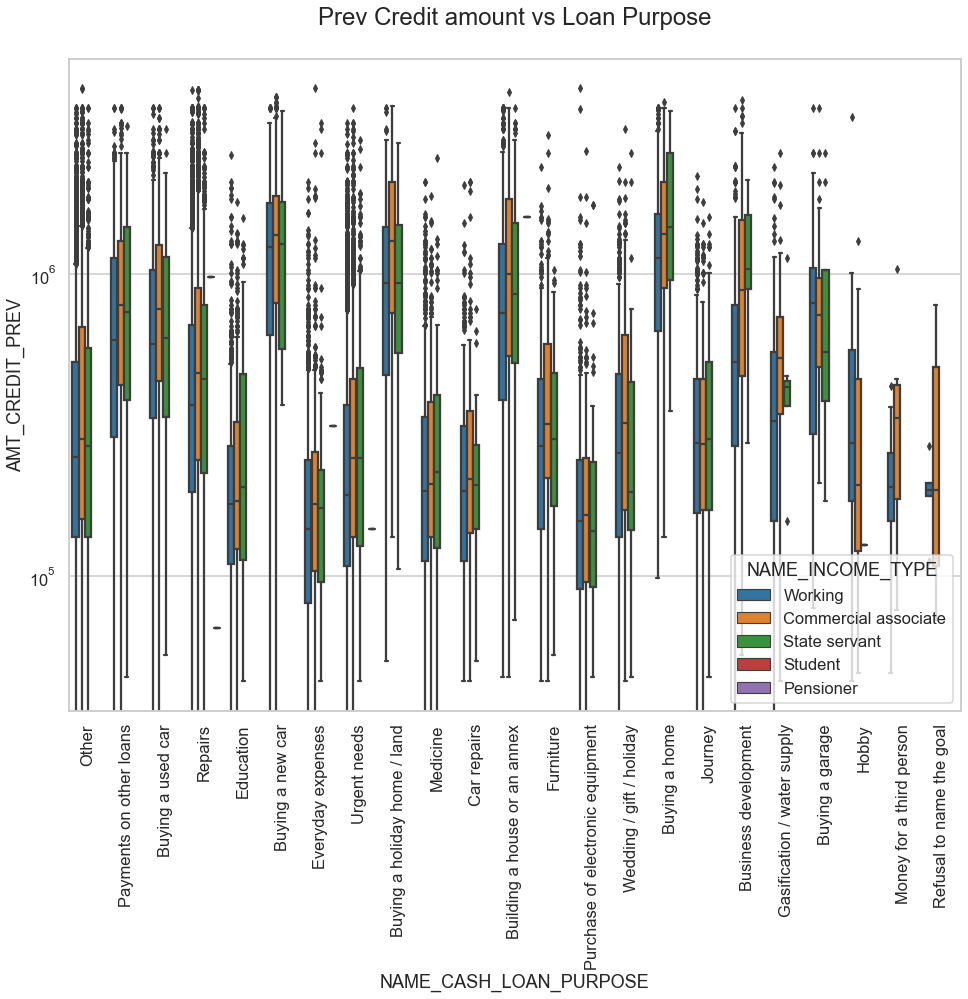 Prev Credit amount vs Loan Purpose
AMT_CREDIT_PREV
10^6
10^5
NAME_INCOME_TYPE
Working
Commercial associate
State servant
Student
Pensioner
Other
Payments on other loans
Buying a used car
Repairs
Education
Buying a new car
Everyday expenses
Urgent needs
Buying a holiday home / land
Medicine
Car repairs
Building a house or an annex
Furniture
Purchase of electronic equipment
Wedding / gift / holiday
Buying a home
Journey
Business development
Gasification / water supply
Buying a garage
Hobby
Money for a third person
Refusal to name the goal
NAME_CASH_LOAN_PURPOSE